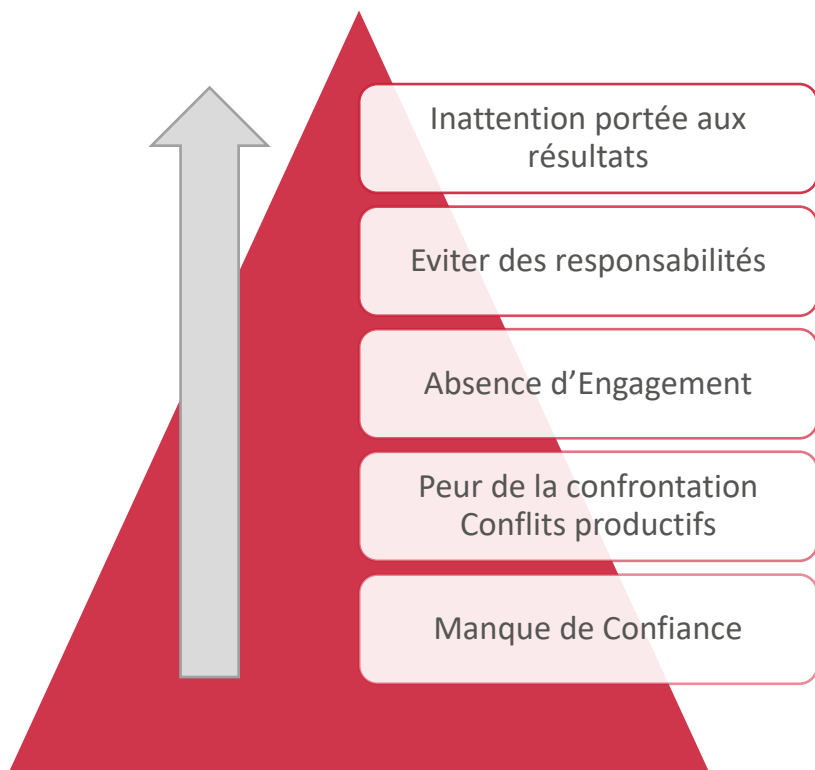 Inattention portée aux
résultats
Eviter des responsabilités
Absence d’Engagement
Peur de la confrontation
Conflits productifs
Manque de Confiance